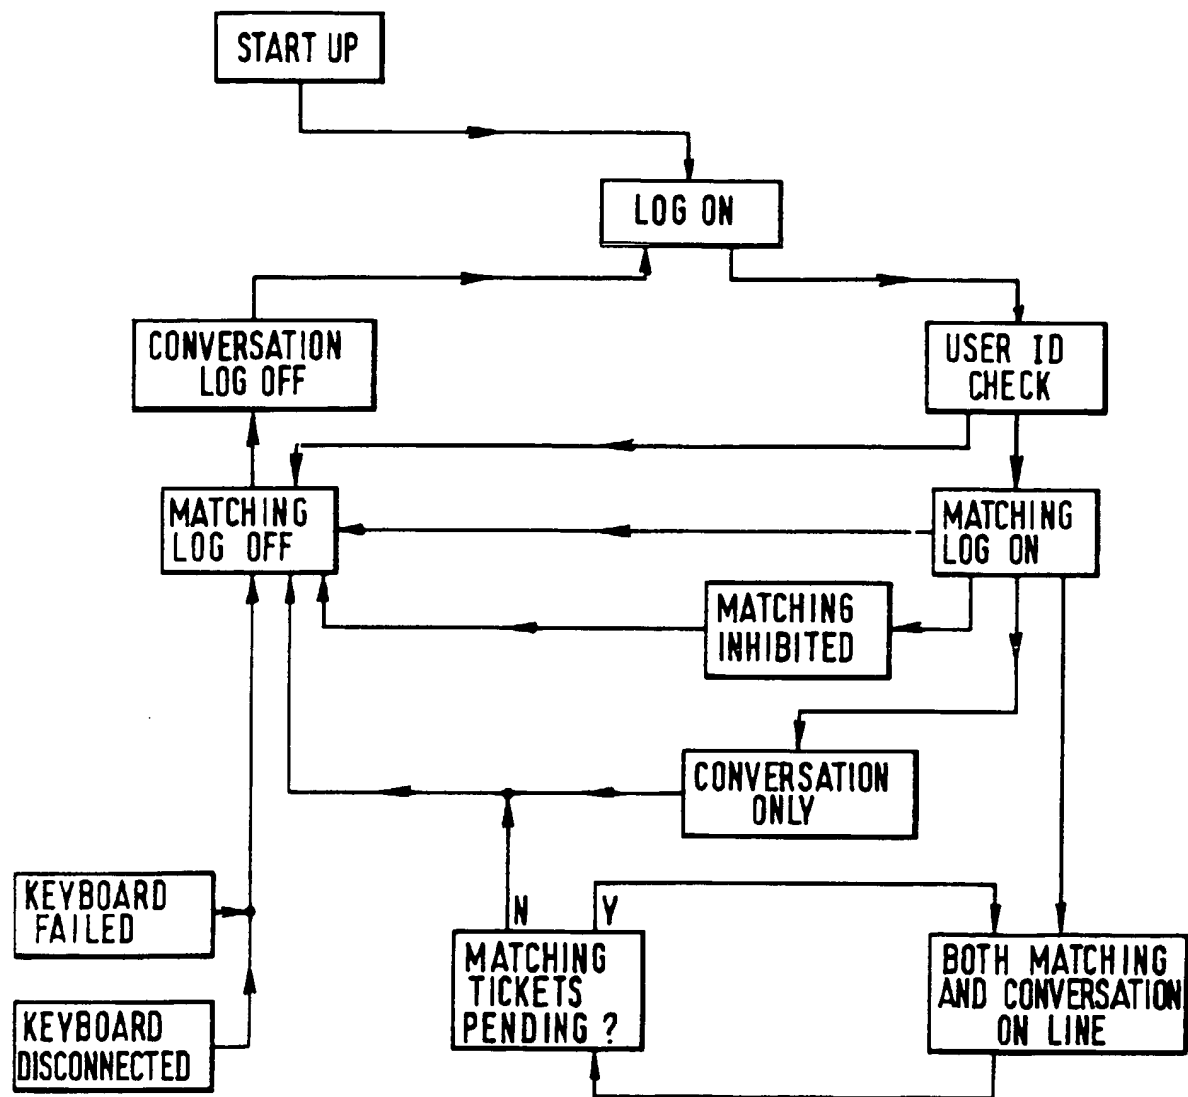 START UP
LOG ON
CONVERSATION
LOG OFF
USER ID
CHECK
MATCHING
LOG OFF
MATCHING
LOG ON
MATCHING
INHIBITED
CONVERSATION
ONLY
KEYBOARD
FAILED
N
Y
MATCHING
TICKETS
PENDING ?
BOTH MATCHING
AND CONVERSATION
ON LINE
KEYBOARD
DISCONNECTED